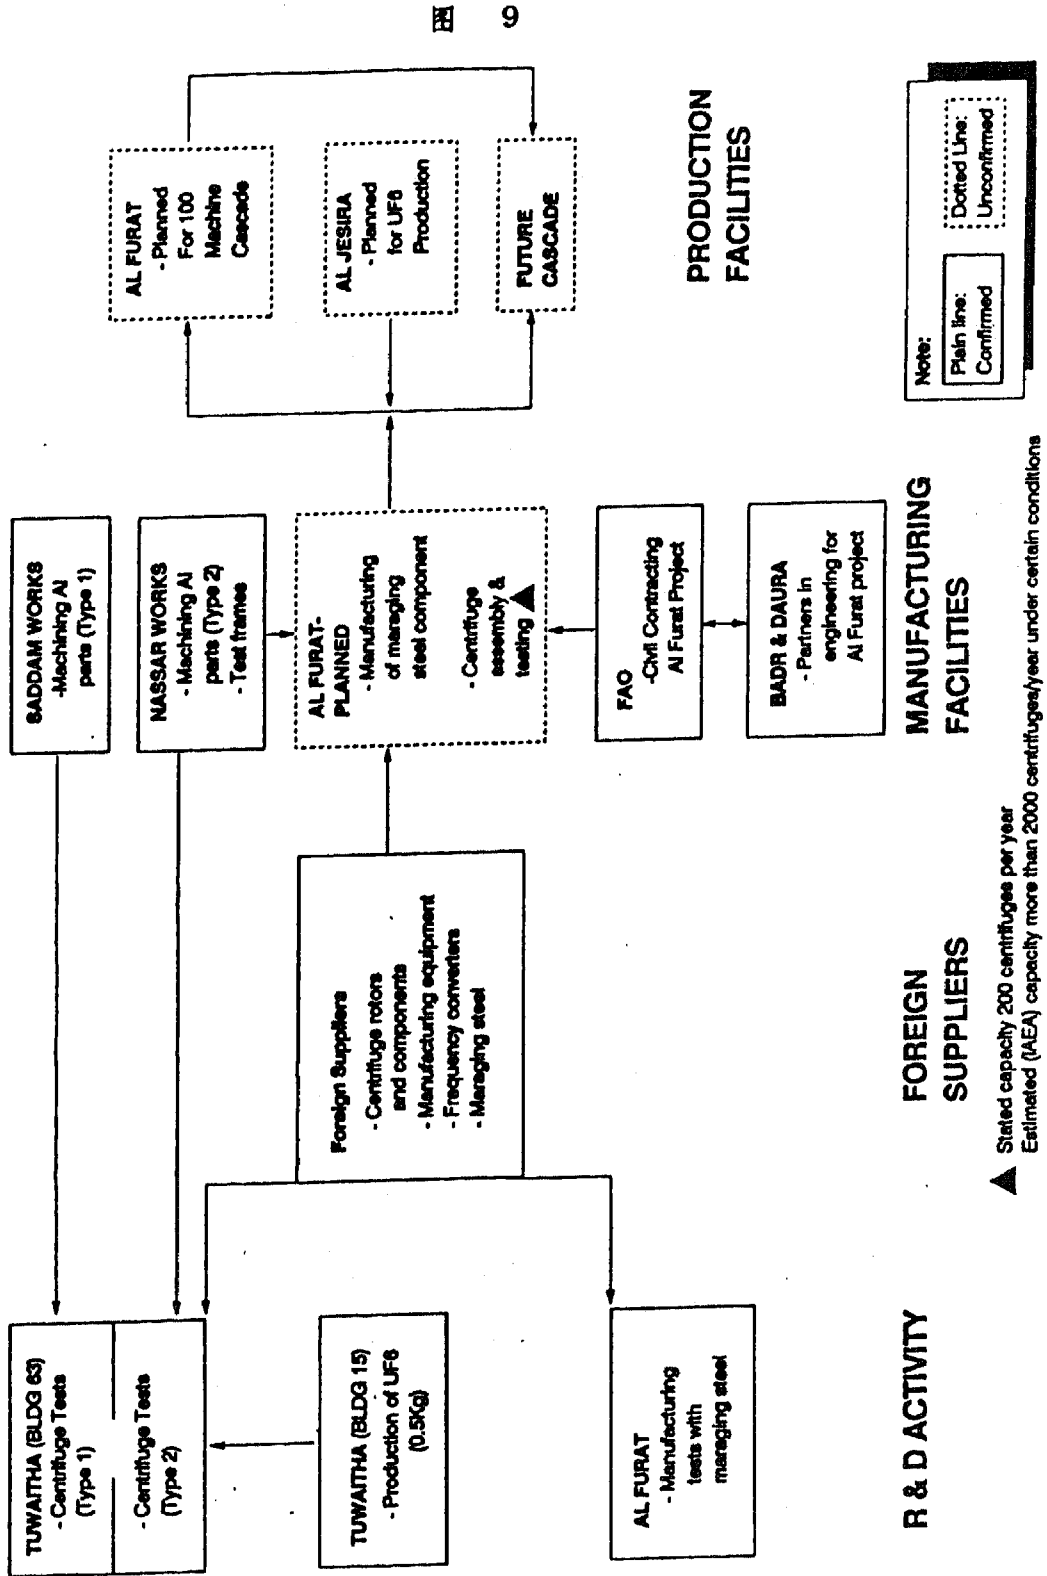 9
TUWAITHA (BLDG 63)
- Centrifuge Tests
(Type 1)
- Centrifuge Tests
(Type 2)
TUWAITHA (BLDG 15)
- Production of UF6
(0.5Kg)
AL FURAT
- Manufacturing
tests with
maraging steel
R & D ACTIVITY
Foreign Suppliers
- Centrifuge rotors
and components
- Manufacturing equipment
- Frequency converters
- Maraging steel
FOREIGN
SUPPLIERS
SADDAM WORKS
-Machining Al
parts (Type 1)
NASSAR WORKS
- Machining Al
parts (Type 2)
- Test frames
AL FURAT-
PLANNED
- Manufacturing
of maraging
steel component
- Centrifuge
assembly &
testing
FAO
-Civil Contracting
Al Furat Project
BADR & DAURA
- Partners in
engineering for
Al Furat project
MANUFACTURING
FACILITIES
AL FURAT
- Planned
For 100
Machine
Cascade
AL JESIRA
- Planned
for UF6
Production
FUTURE
CASCADE
PRODUCTION
FACILITIES
Note:
Plain line:
Confirmed
Dotted Line:
Unconfirmed
Stated capacity 200 centrifuges per year
Estimated (IAEA) capacity more than 2000 centrifuges/year under certain conditions